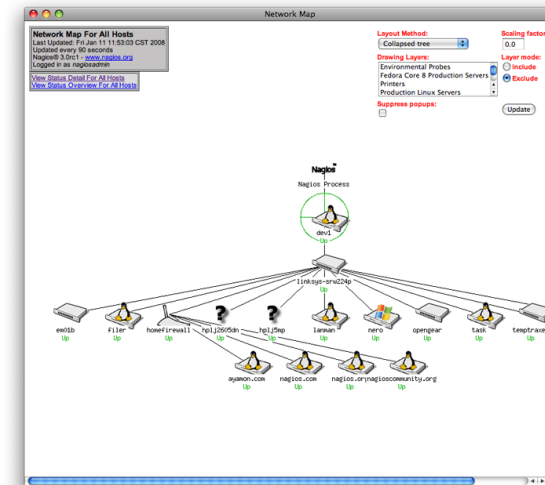 Network Map
Network Map For All Hosts
Last Updated: Fri Jan 11 11:53:03 CST 2008
Updated every 90 seconds
Nagios® 3.0rc1 - www.nagios.org
Logged in as nagiosadmin
View Status Detail For All Hosts
View Status Overview For All Hosts
Layout Method:
Collapsed tree
Scaling factor
0.0
Drawing Layers:
Environmental Probes
Fedora Core 8 Production Servers
Printers
Production Linux Servers
Layer mode:
Include
Exclude
Suppress popups:
Update
Nagios
Nagios Process
dev1
Up
linksys-srw224p
Up
em01b filer homefirewall hplj2605dn hplj5mp lanman nero opengear task temptraxe
Up Up Up Up Up Up Up Up Up Up
ayamon.com nagios.com nagios.org nagioscommunity.org
Up Up Up Up